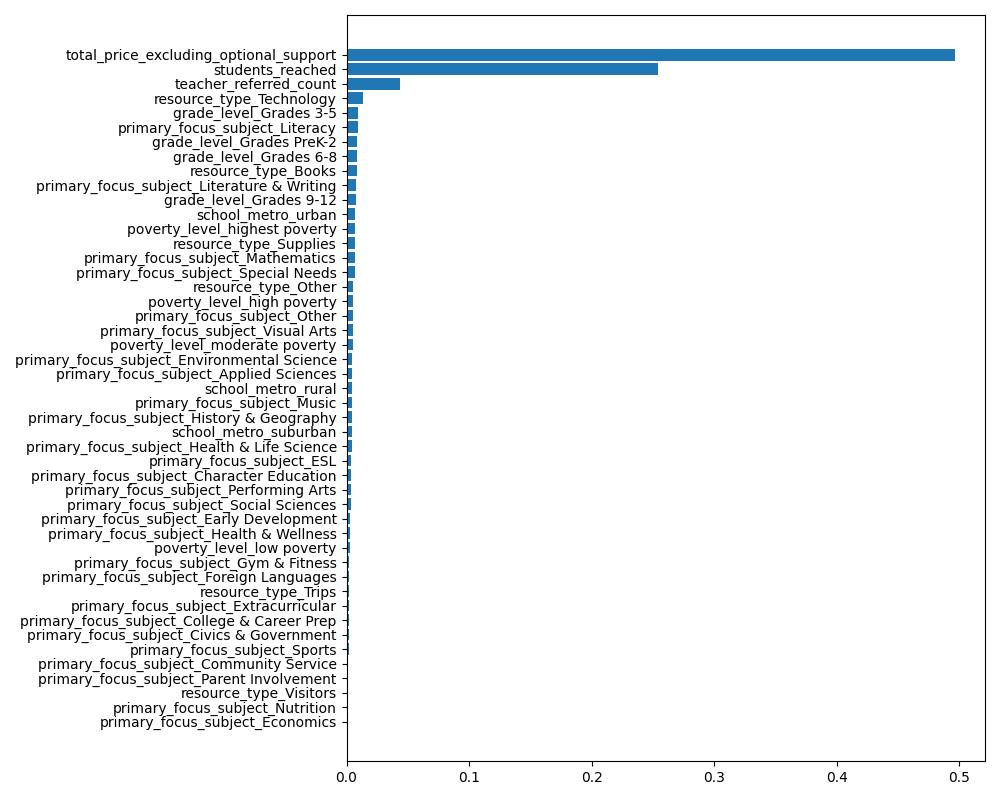 total_price_excluding_optional_support
students_reached
teacher_referred_count
resource_type_Technology
grade_level_Grades 3-5
primary_focus_subject_Literacy
grade_level_Grades PreK-2
grade_level_Grades 6-8
resource_type_Books
primary_focus_subject_Literature & Writing
grade_level_Grades 9-12
school_metro_urban
poverty_level_highest poverty
resource_type_Supplies
primary_focus_subject_Mathematics
primary_focus_subject_Special Needs
resource_type_Other
poverty_level_high poverty
primary_focus_subject_Other
primary_focus_subject_Visual Arts
poverty_level_moderate poverty
primary_focus_subject_Environmental Science
primary_focus_subject_Applied Sciences
school_metro_rural
primary_focus_subject_Music
primary_focus_subject_History & Geography
school_metro_suburban
primary_focus_subject_Health & Life Science
primary_focus_subject_ESL
primary_focus_subject_Character Education
primary_focus_subject_Performing Arts
primary_focus_subject_Social Sciences
primary_focus_subject_Early Development
primary_focus_subject_Health & Wellness
poverty_level_low poverty
primary_focus_subject_Gym & Fitness
primary_focus_subject_Foreign Languages
resource_type_Trips
primary_focus_subject_Extracurricular
primary_focus_subject_College & Career Prep
primary_focus_subject_Civics & Government
primary_focus_subject_Sports
primary_focus_subject_Community Service
primary_focus_subject_Parent Involvement
resource_type_Visitors
primary_focus_subject_Nutrition
primary_focus_subject_Economics
0.0 0.1 0.2 0.3 0.4 0.5